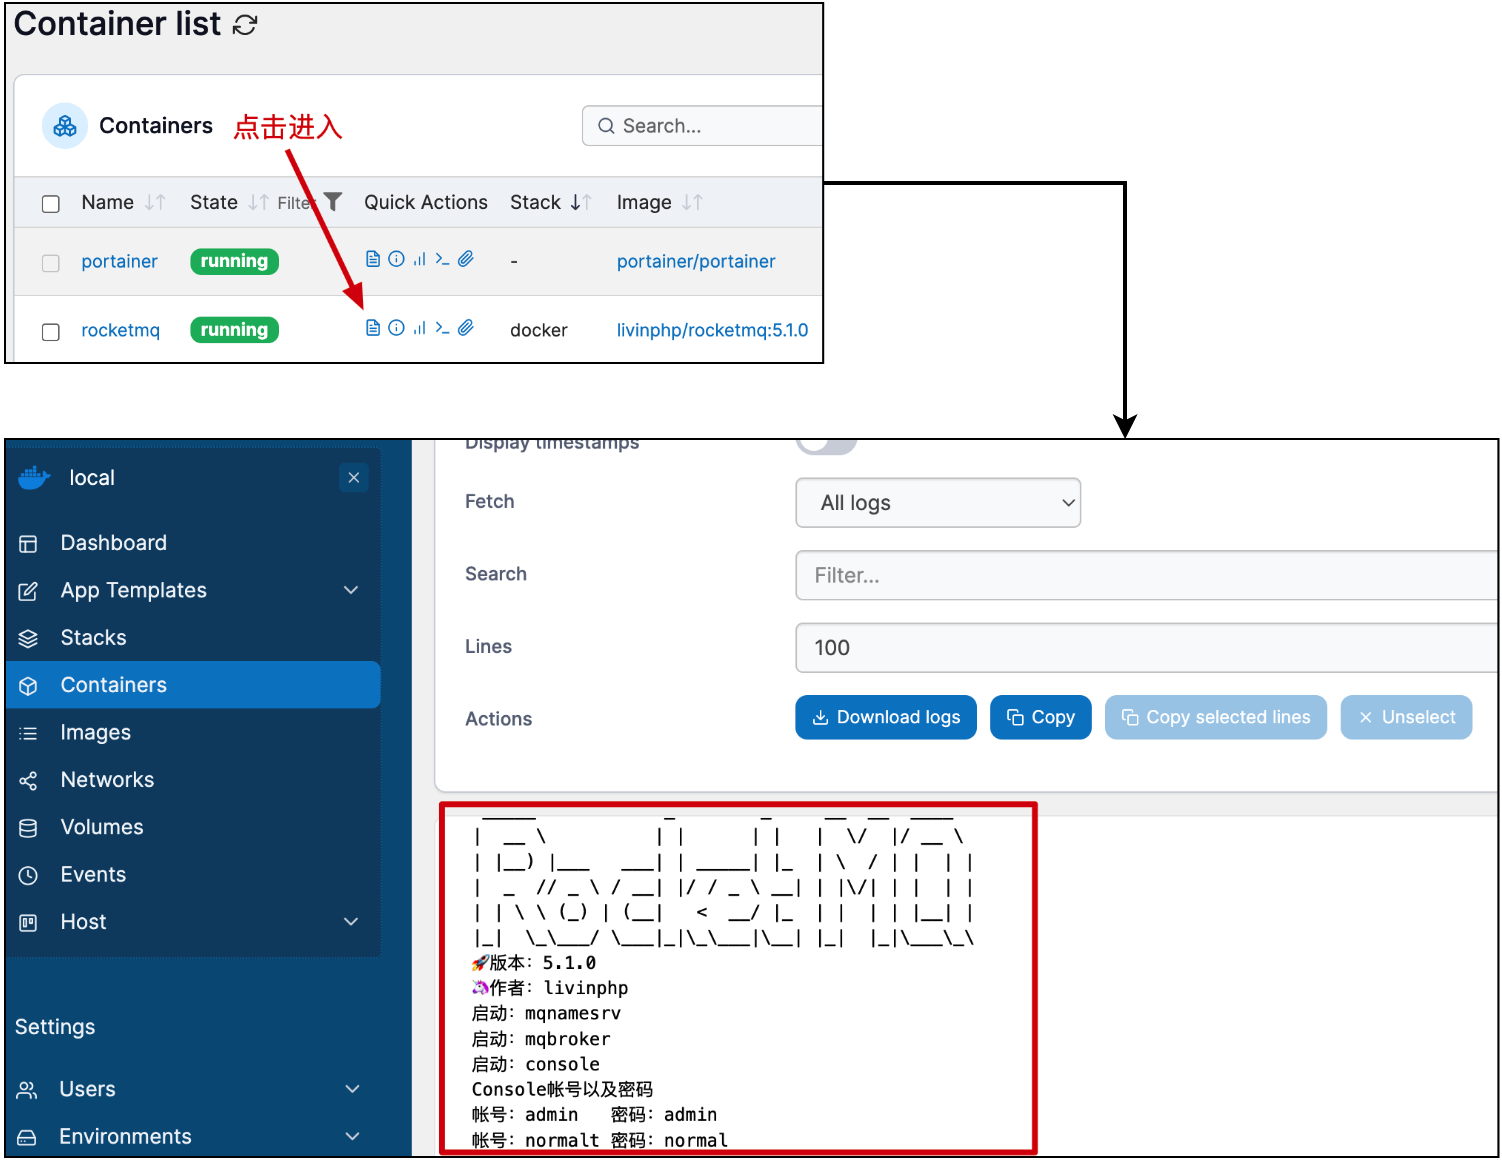 Container list
Containers
点击进入
Search...
Name State Filter Quick Actions Stack Image
portainer running - portainer/portainer
rocketmq running docker livinphp/rocketmq:5.1.0
local
Dashboard
App Templates
Stacks
Containers
Images
Networks
Volumes
Events
Host
Settings
Users
Environments
Display timestamps
Fetch All logs
Search Filter...
Lines 100
Actions Download logs Copy Copy selected lines Unselect
RocketMQ
🚀版本：5.1.0
🦄作者：livinphp
启动：mqnamesrv
启动：mqbroker
启动：console
Console帐号以及密码
帐号：admin 密码：admin
帐号：normalt 密码：normal